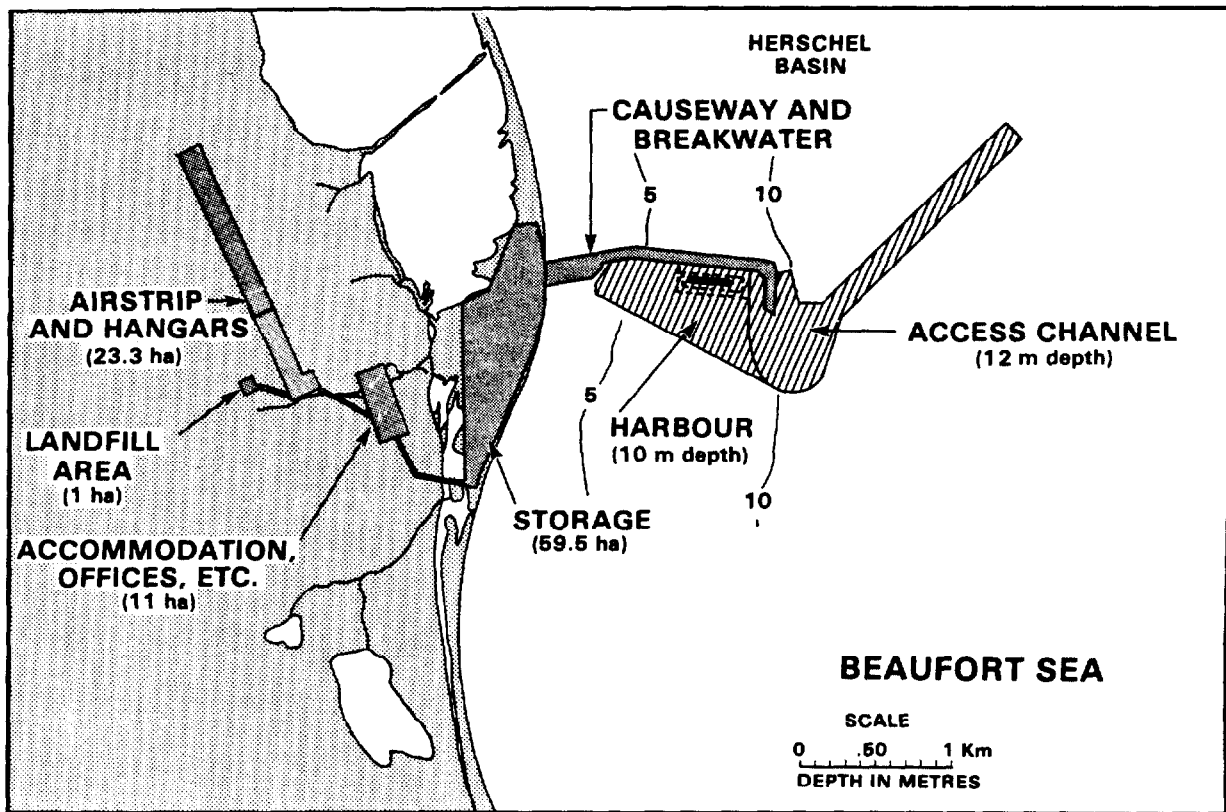 HERSCHEL
BASIN
CAUSEWAY AND
BREAKWATER
5
10
AIRSTRIP
AND HANGARS
(23.3 ha)
ACCESS CHANNEL
(12 m depth)
5
HARBOUR
(10 m depth)
LANDFILL
AREA
(1 ha)
10
STORAGE
(59.5 ha)
ACCOMMODATION,
OFFICES, ETC.
(11 ha)
BEAUFORT SEA
SCALE
0 .50 1 Km
DEPTH IN METRES